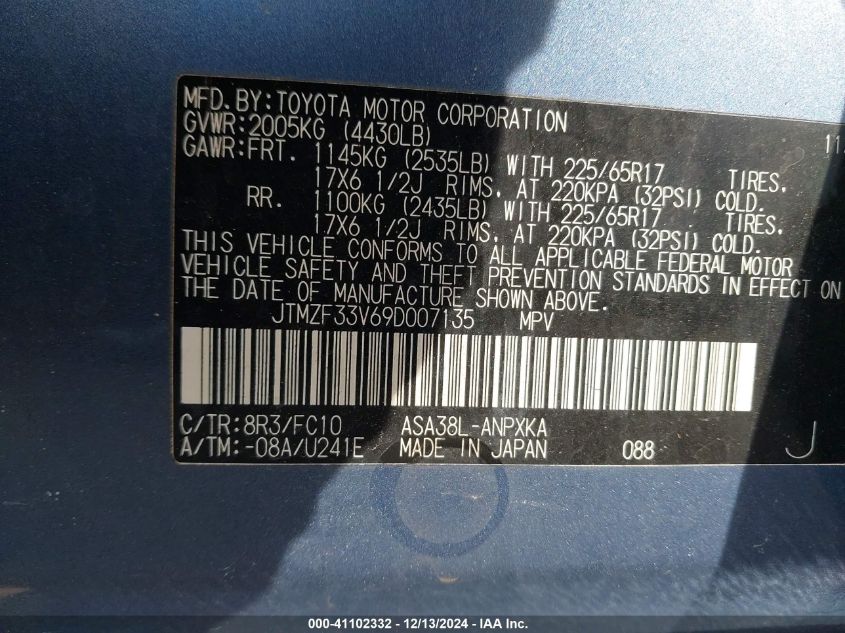 MFD. BY: TOYOTA MOTOR CORPORATION
GVWR: 2005KG (4430LB)
GAWR: FRT. 1145KG (2535LB) WITH 225/65R17 TIRES.
17X6 1/2J RIMS, AT 220KPA (32PSI) COLD.
RR. 1100KG (2435LB) WITH 225/65R17 TIRES.
17X6 1/2J RIMS, AT 220KPA (32PSI) COLD.
THIS VEHICLE CONFORMS TO ALL APPLICABLE FEDERAL MOTOR
VEHICLE SAFETY AND THEFT PREVENTION STANDARDS IN EFFECT ON
THE DATE OF MANUFACTURE SHOWN ABOVE.
JTMZF33V69D007135 MPV
C/TR: 8R3/FC10 ASA38L-ANPXKA
A/TM: -08A/U241E MADE IN JAPAN 088 J
000-41102332 - 12/13/2024 - IAA Inc.